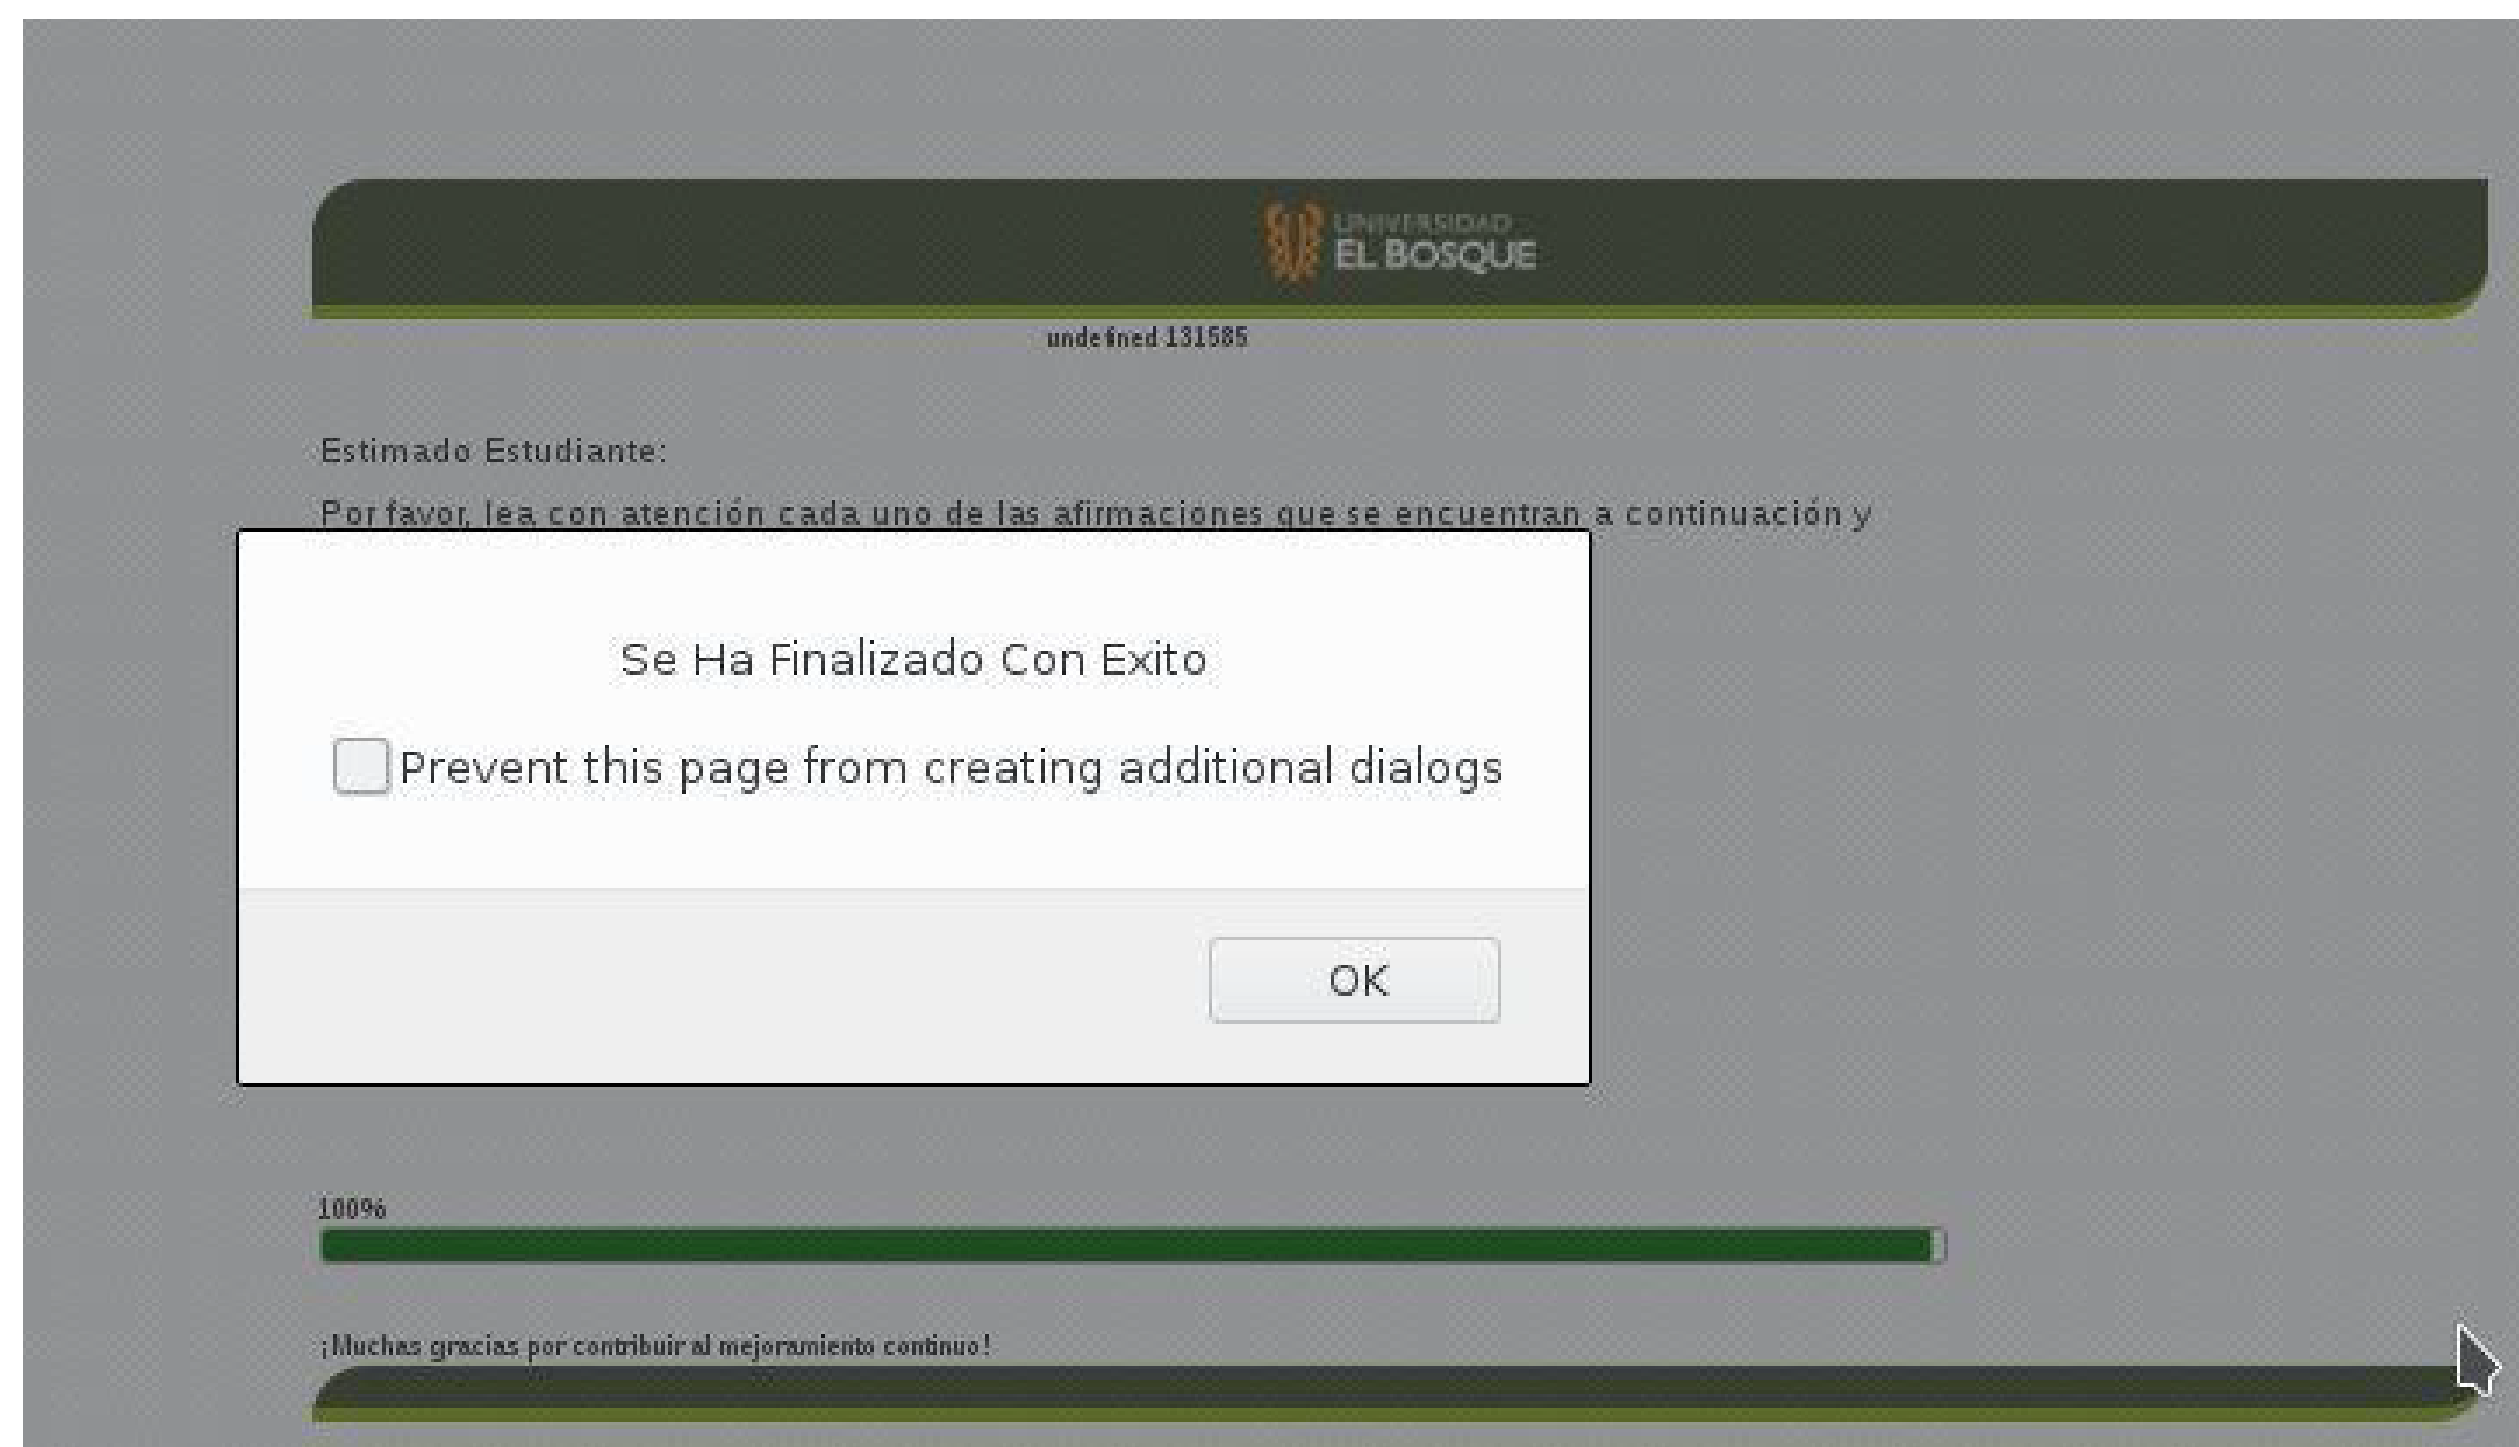 UNIVERSIDAD
EL BOSQUE
undefined 131585
Estimado Estudiante:
Por favor, lea con atención cada uno de las afirmaciones que se encuentran a continuación y
Se Ha Finalizado Con Exito
Prevent this page from creating additional dialogs
OK
100%
¡Muchas gracias por contribuir al mejoramiento continuo!